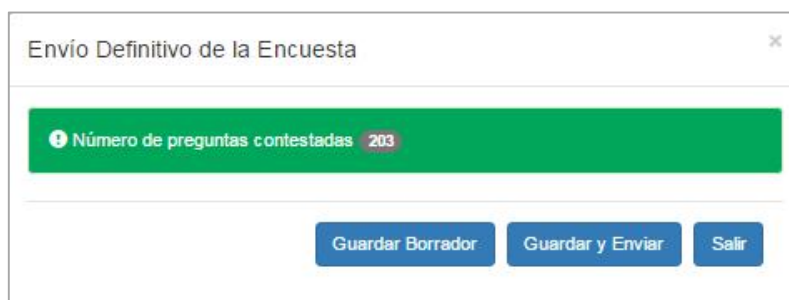 Envío Definitivo de la Encuesta
×
Número de preguntas contestadas 203
Guardar Borrador Guardar y Enviar Salir